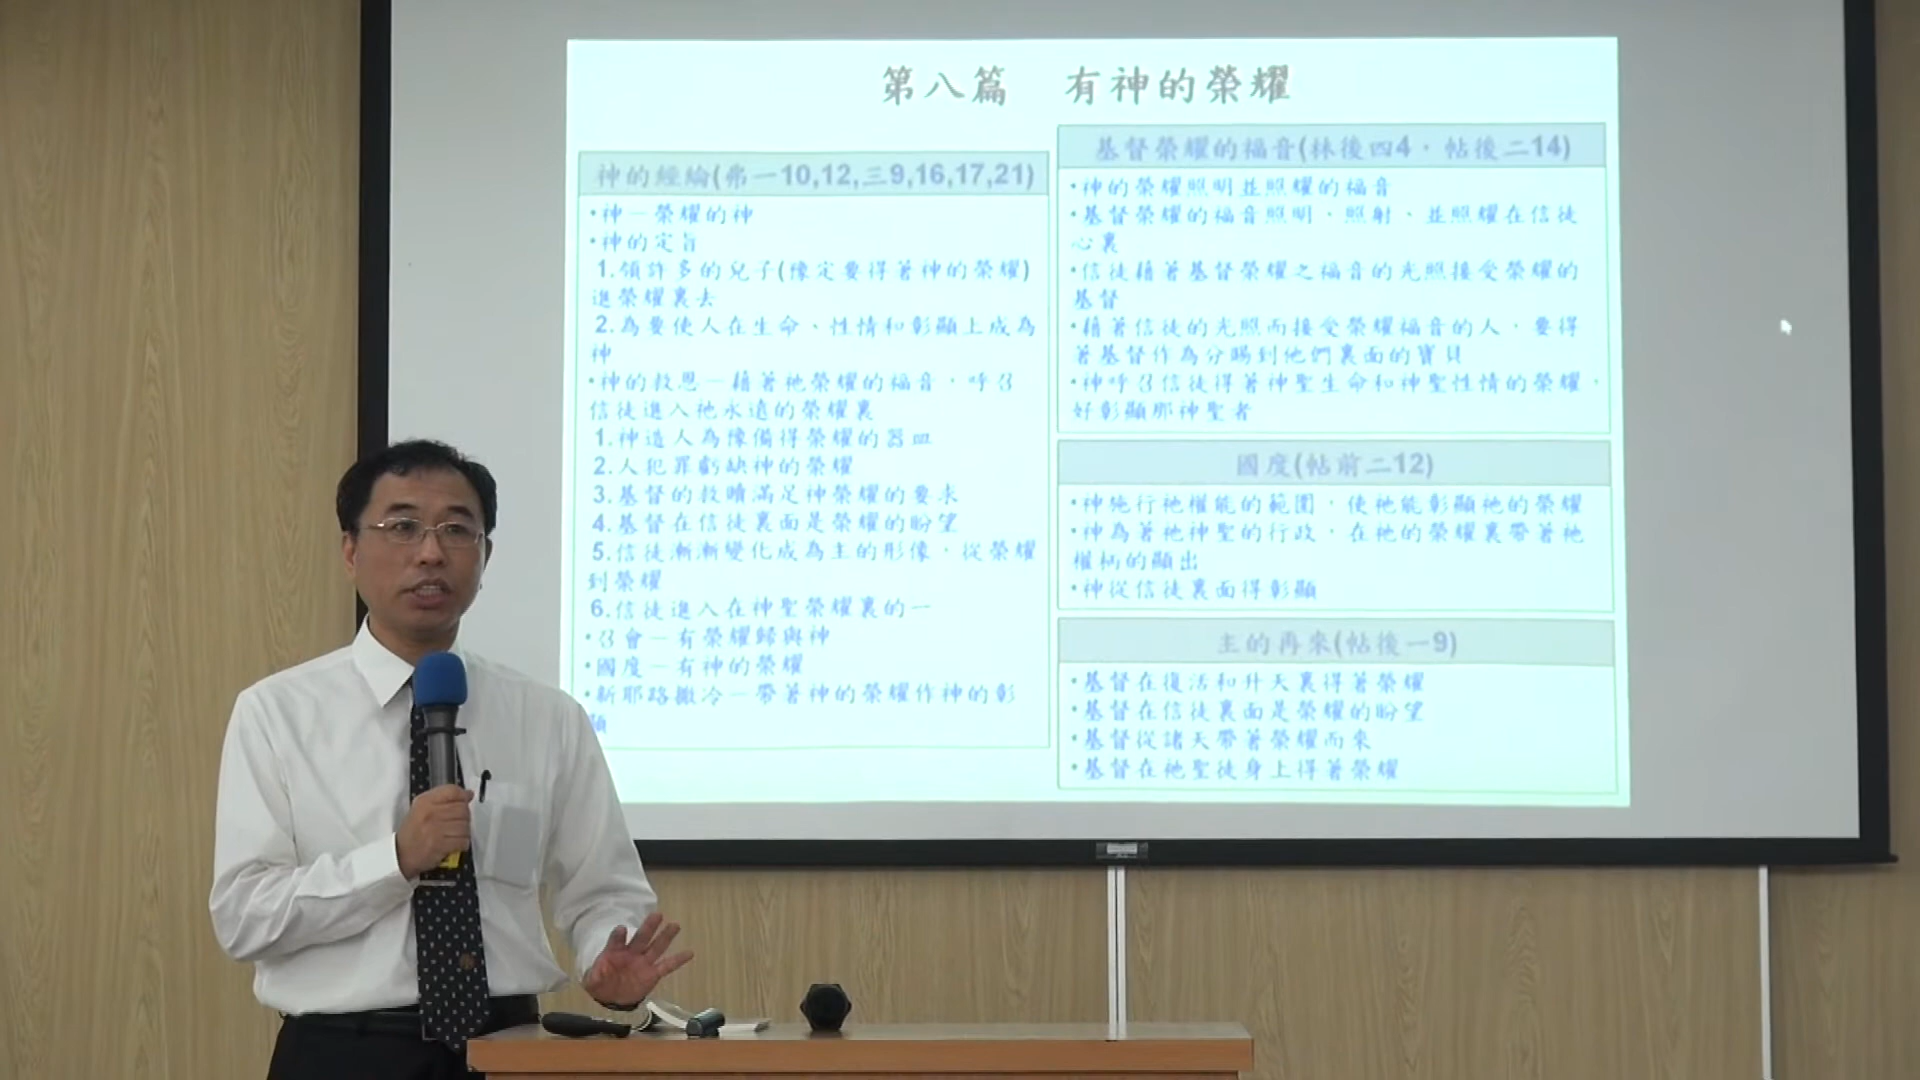 第八篇　有神的榮耀
神的經綸(弗一10,12,三9,16,17,21)
•神－榮耀的神
•神的定旨
1.領許多的兒子(豫定要得著神的榮耀)
進榮耀裏去
2.為要使人在生命、性情和彰顯上成為
神
•神的救恩－藉著祂榮耀的福音，呼召
信徒進入祂永遠的榮耀裏
1.神造人為豫備得榮耀的器皿
2.人犯罪虧缺神的榮耀
3.基督的救贖滿足神榮耀的要求
4.基督在信徒裏面是榮耀的盼望
5.信徒漸漸變化成為主的形像，從榮耀
到榮耀
6.信徒進入在神聖榮耀裏的一
•召會－有榮耀歸與神
•國度－有神的榮耀
•新耶路撒冷－帶著神的榮耀作神的彰
顯
基督榮耀的福音(林後四4，帖後二14)
•神的榮耀照明並照耀的福音
•基督榮耀的福音照明、照射、並照耀在信徒
心裏
•信徒藉著基督榮耀之福音的光照接受榮耀的
基督
•藉著信徒的光照而接受榮耀福音的人，要得
著基督作為分賜到他們裏面的寶貝
•神呼召信徒得著神聖生命和神聖性情的榮耀，
好彰顯那神聖者
國度(帖前二12)
•神施行祂權能的範圍，使祂能彰顯祂的榮耀
•神為著祂神聖的行政，在祂的榮耀裏帶著祂
權柄的顯出
•神從信徒裏面得彰顯
主的再來(帖後一9)
•基督在復活和升天裏得著榮耀
•基督在信徒裏面是榮耀的盼望
•基督從諸天帶著榮耀而來
•基督在祂聖徒身上得著榮耀